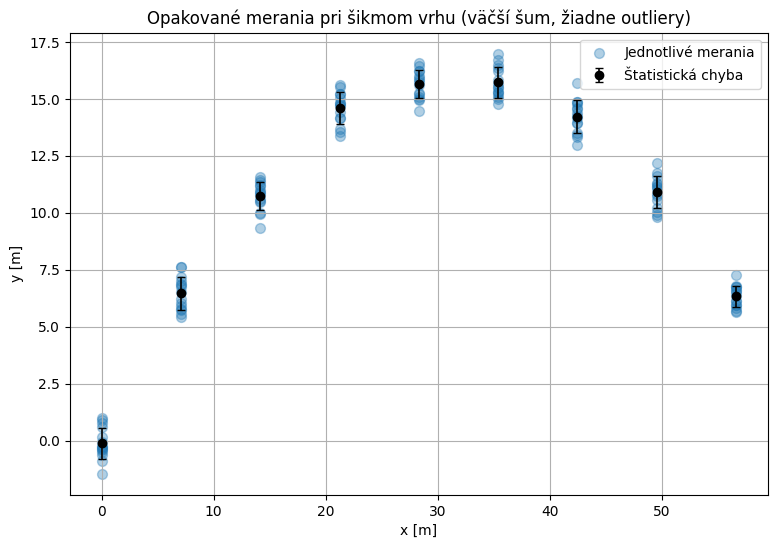 Opakované merania pri šikmom vrhu (väčší šum, žiadne outliery)
Jednotlivé merania
Štatistická chyba
y [m]
17.5
15.0
12.5
10.0
7.5
5.0
2.5
0.0
0 10 20 30 40 50
x [m]